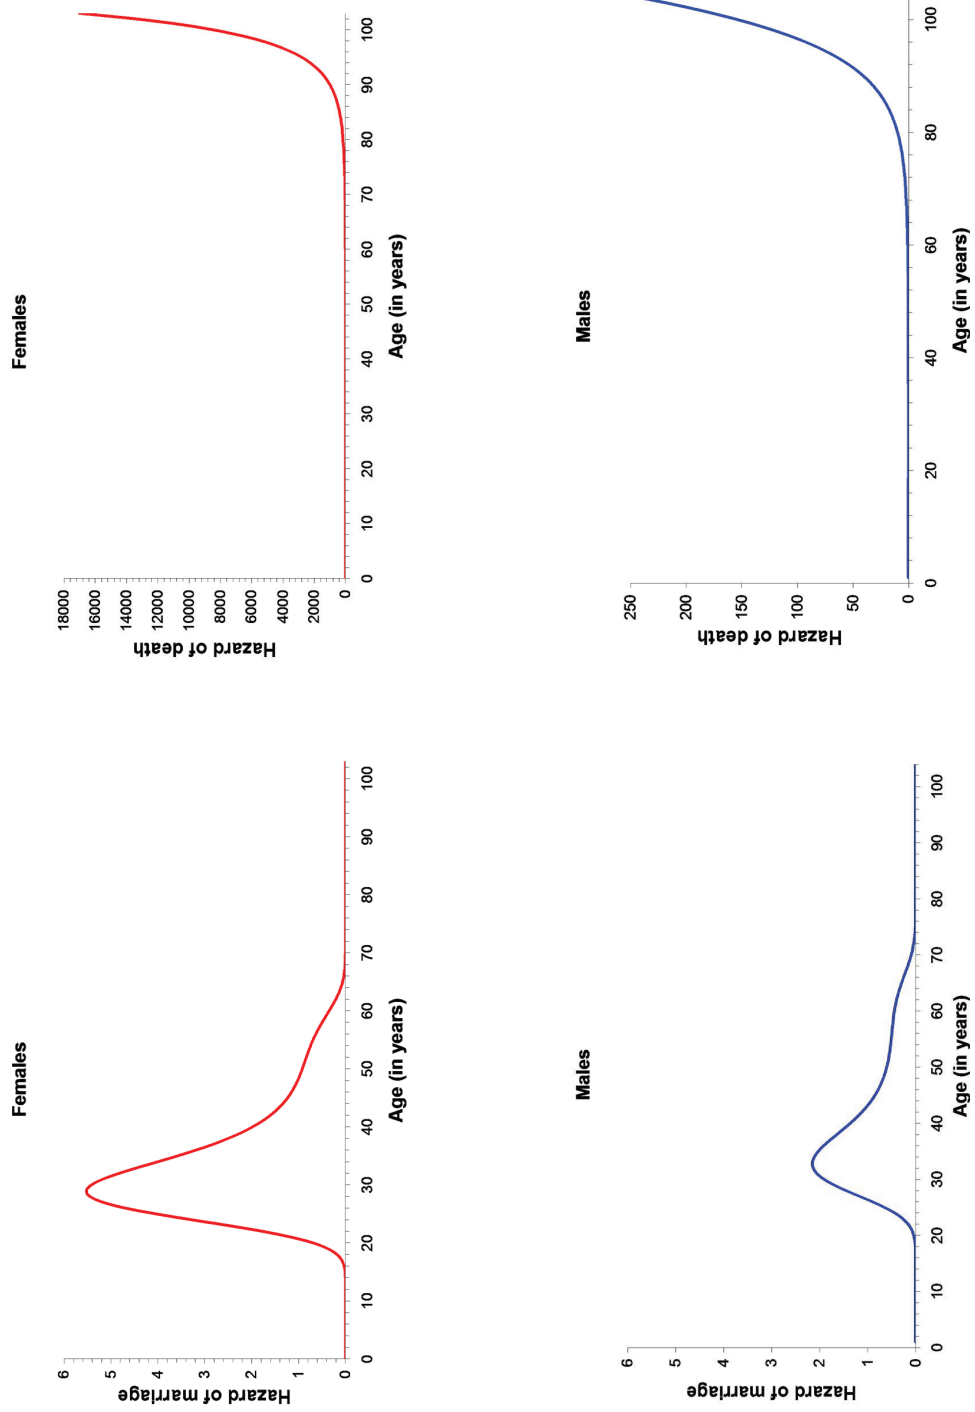 Females
Hazard of marriage
6
5
4
3
2
1
0
0 10 20 30 40 50 60 70 80 90 100
Age (in years)
Females
Hazard of death
18000
16000
14000
12000
10000
8000
6000
4000
2000
0
0 10 20 30 40 50 60 70 80 90 100
Age (in years)
Males
Hazard of marriage
6
5
4
3
2
1
0
0 10 20 30 40 50 60 70 80 90 100
Age (in years)
Males
Hazard of death
250
200
150
100
50
0
0 20 40 60 80 100
Age (in years)